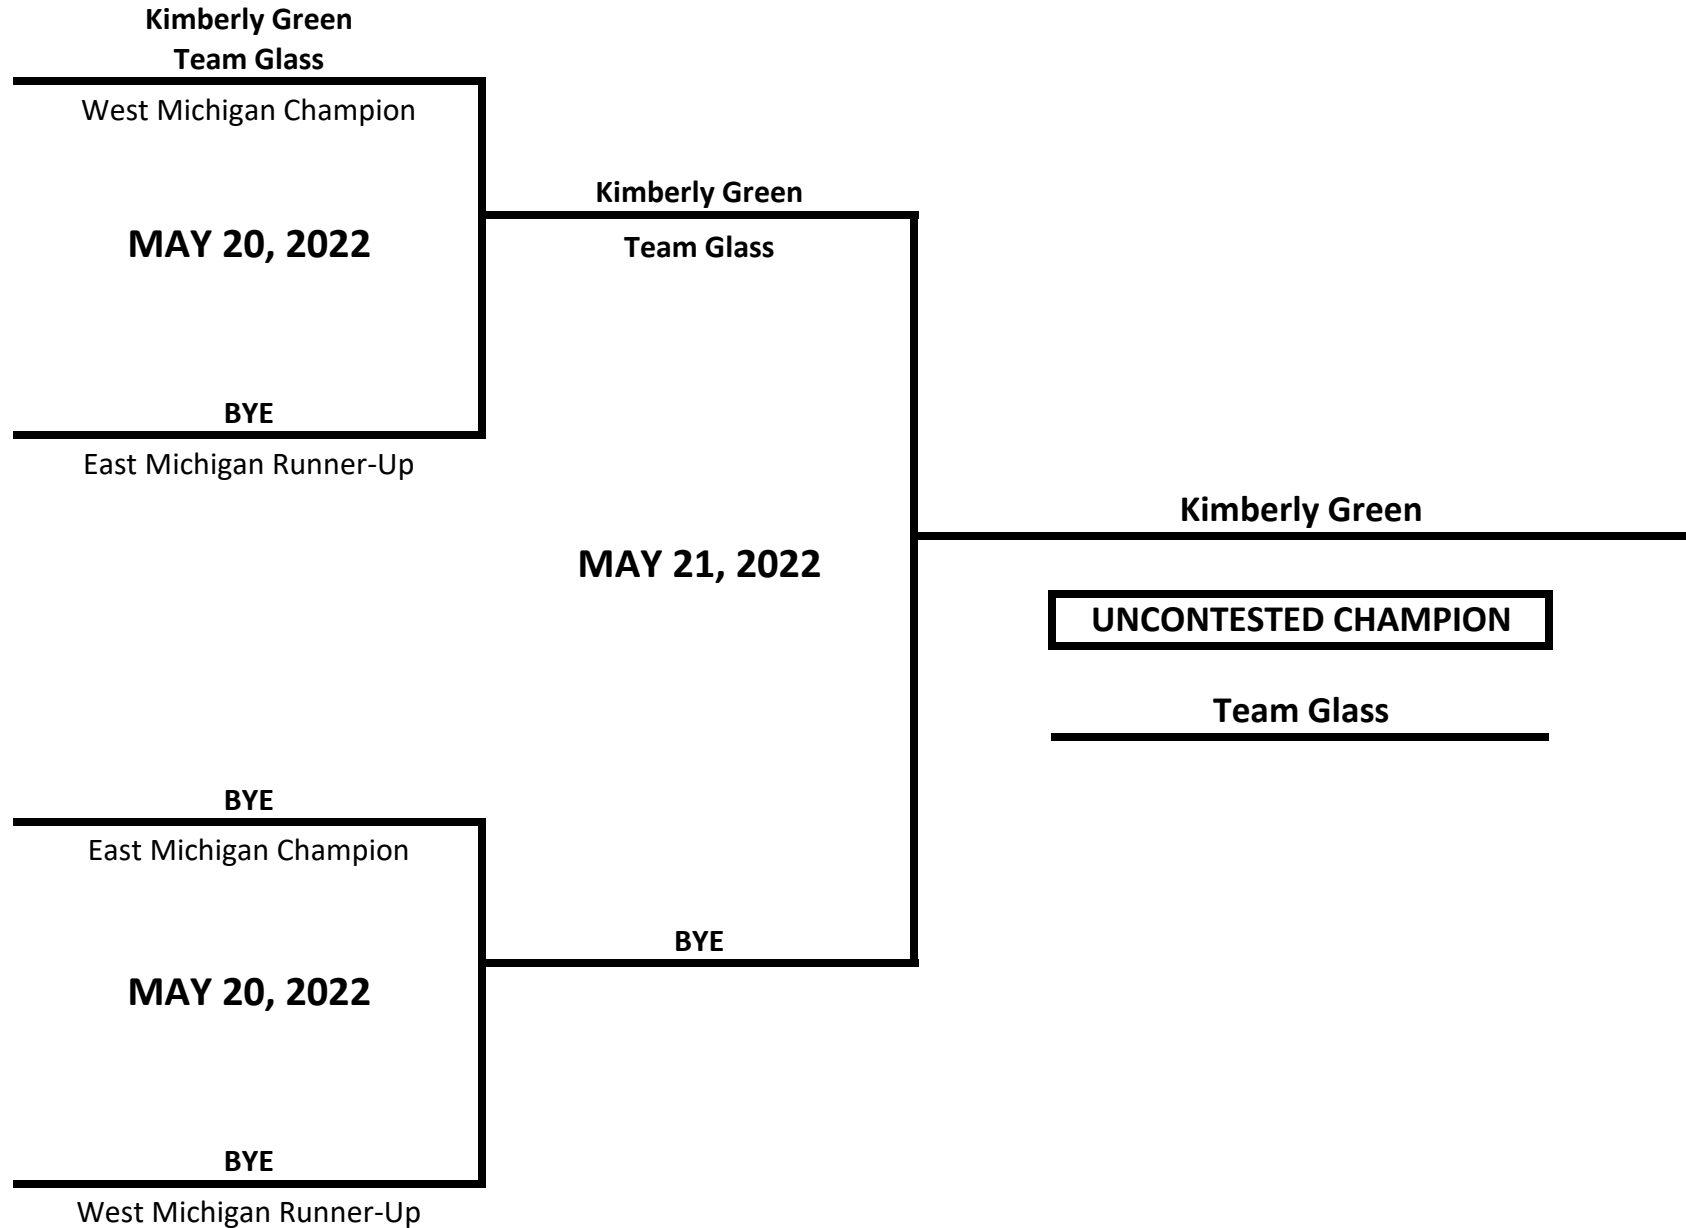 Kimberly Green
Team Glass
West Michigan Champion
MAY 20, 2022
BYE
East Michigan Runner-Up
Kimberly Green
Team Glass
MAY 21, 2022
Kimberly Green
UNCONTESTED CHAMPION
Team Glass
BYE
East Michigan Champion
MAY 20, 2022
BYE
BYE
West Michigan Runner-Up